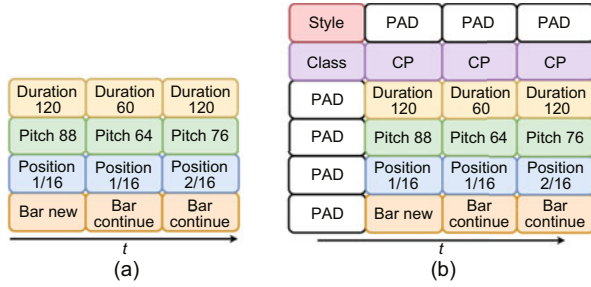 Duration 120 Duration 60 Duration 120
Pitch 88 Pitch 64 Pitch 76
Position 1/16 Position 1/16 Position 2/16
Bar new Bar continue Bar continue
t
(a)
Style PAD PAD PAD
Class CP CP CP
PAD Duration 120 Duration 60 Duration 120
PAD Pitch 88 Pitch 64 Pitch 76
PAD Position 1/16 Position 1/16 Position 2/16
PAD Bar new Bar continue Bar continue
t
(b)